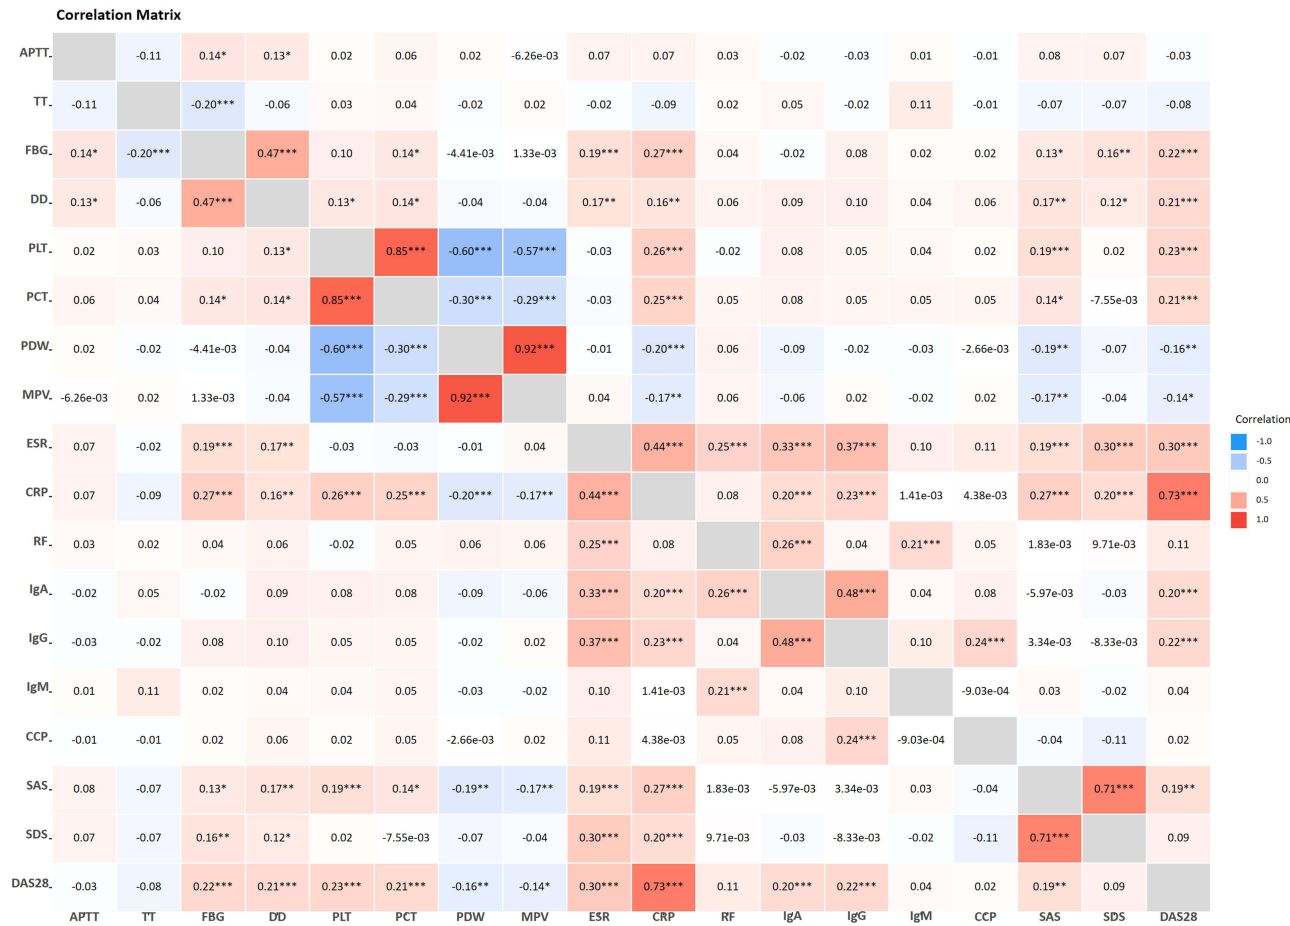 Correlation Matrix
APTT -0.11 0.14* 0.13* 0.02 0.06 0.02 -6.26e-03 0.07 0.07 0.03 -0.02 -0.03 0.01 -0.01 0.08 0.07 -0.03
TT -0.11 -0.20*** -0.06 0.03 0.04 -0.02 0.02 -0.02 -0.09 0.02 0.05 -0.02 0.11 -0.01 -0.07 -0.07 -0.08
FBG 0.14* -0.20*** 0.47*** 0.10 0.14* -4.41e-03 1.33e-03 0.19*** 0.27*** 0.04 -0.02 0.08 0.02 0.02 0.13* 0.16** 0.22***
DD 0.13* -0.06 0.47*** 0.13* 0.14* -0.04 -0.04 0.17** 0.16** 0.06 0.09 0.10 0.04 0.06 0.17** 0.12* 0.21***
PLT 0.02 0.03 0.10 0.13* 0.85*** -0.60*** -0.57*** -0.03 0.26*** -0.02 0.08 0.05 0.04 0.02 0.19*** 0.02 0.23***
PCT 0.06 0.04 0.14* 0.14* 0.85*** -0.30*** -0.29*** -0.03 0.25*** 0.05 0.08 0.05 0.05 0.05 0.14* -7.55e-03 0.21***
PDW 0.02 -0.02 -4.41e-03 -0.04 -0.60*** -0.30*** 0.92*** -0.01 -0.20*** 0.06 -0.09 -0.02 -0.03 -2.66e-03 -0.19** -0.07 -0.16**
MPV -6.26e-03 0.02 1.33e-03 -0.04 -0.57*** -0.29*** 0.92*** 0.04 -0.17** 0.06 -0.06 0.02 -0.02 0.02 -0.17** -0.04 -0.14*
ESR 0.07 -0.02 0.19*** 0.17** -0.03 -0.03 -0.01 0.04 0.44*** 0.25*** 0.33*** 0.37*** 0.10 0.11 0.19*** 0.30*** 0.30***
CRP 0.07 -0.09 0.27*** 0.16** 0.26*** 0.25*** -0.20*** -0.17** 0.44*** 0.08 0.20*** 0.23*** 1.41e-03 4.38e-03 0.27*** 0.20*** 0.73***
RF 0.03 0.02 0.04 0.06 -0.02 0.05 0.06 0.06 0.25*** 0.08 0.26*** 0.04 0.21*** 0.05 1.83e-03 9.71e-03 0.11
IgA -0.02 0.05 -0.02 0.09 0.08 0.08 -0.09 -0.06 0.33*** 0.20*** 0.26*** 0.48*** 0.04 0.08 -5.97e-03 -0.03 0.20***
IgG -0.03 -0.02 0.08 0.10 0.05 0.05 -0.02 0.02 0.37*** 0.23*** 0.04 0.48*** 0.10 0.24*** 3.34e-03 -8.33e-03 0.22***
IgM 0.01 0.11 0.02 0.04 0.04 0.05 -0.03 -0.02 0.10 1.41e-03 0.21*** 0.04 0.10 -9.03e-04 0.03 -0.02 0.04
CCP -0.01 -0.01 0.02 0.06 0.02 0.05 -2.66e-03 0.02 0.11 4.38e-03 0.05 0.08 0.24*** -9.03e-04 -0.04 -0.11 0.02
SAS 0.08 -0.07 0.13* 0.17** 0.19*** 0.14* -0.19** -0.17** 0.19*** 0.27*** 1.83e-03 -5.97e-03 3.34e-03 0.03 -0.04 0.71*** 0.19**
SDS 0.07 -0.07 0.16** 0.12* 0.02 -7.55e-03 -0.07 -0.04 0.30*** 0.20*** 9.71e-03 -0.03 -8.33e-03 -0.02 -0.11 0.71*** 0.09
DAS28 -0.03 -0.08 0.22*** 0.21*** 0.23*** 0.21*** -0.16** -0.14* 0.30*** 0.73*** 0.11 0.20*** 0.22*** 0.04 0.02 0.19** 0.09
APTT TT FBG DD PLT PCT PDW MPV ESR CRP RF IgA IgG IgM CCP SAS SDS DAS28
Correlation
-1.0
-0.5
0.0
0.5
1.0